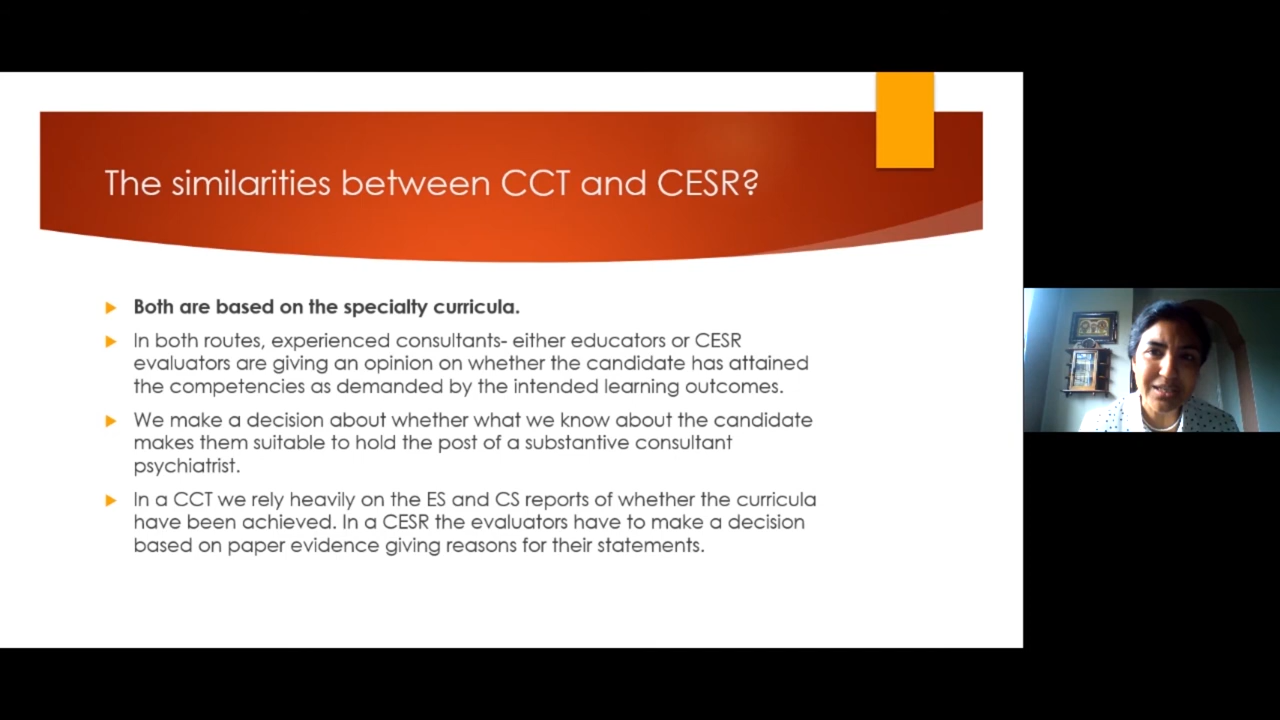 The similarities between CCT and CESR?
Both are based on the specialty curricula.
In both routes, experienced consultants- either educators or CESR
evaluators are giving an opinion on whether the candidate has attained
the competencies as demanded by the intended learning outcomes.
We make a decision about whether what we know about the candidate
makes them suitable to hold the post of a substantive consultant
psychiatrist.
In a CCT we rely heavily on the ES and CS reports of whether the curricula
have been achieved. In a CESR the evaluators have to make a decision
based on paper evidence giving reasons for their statements.